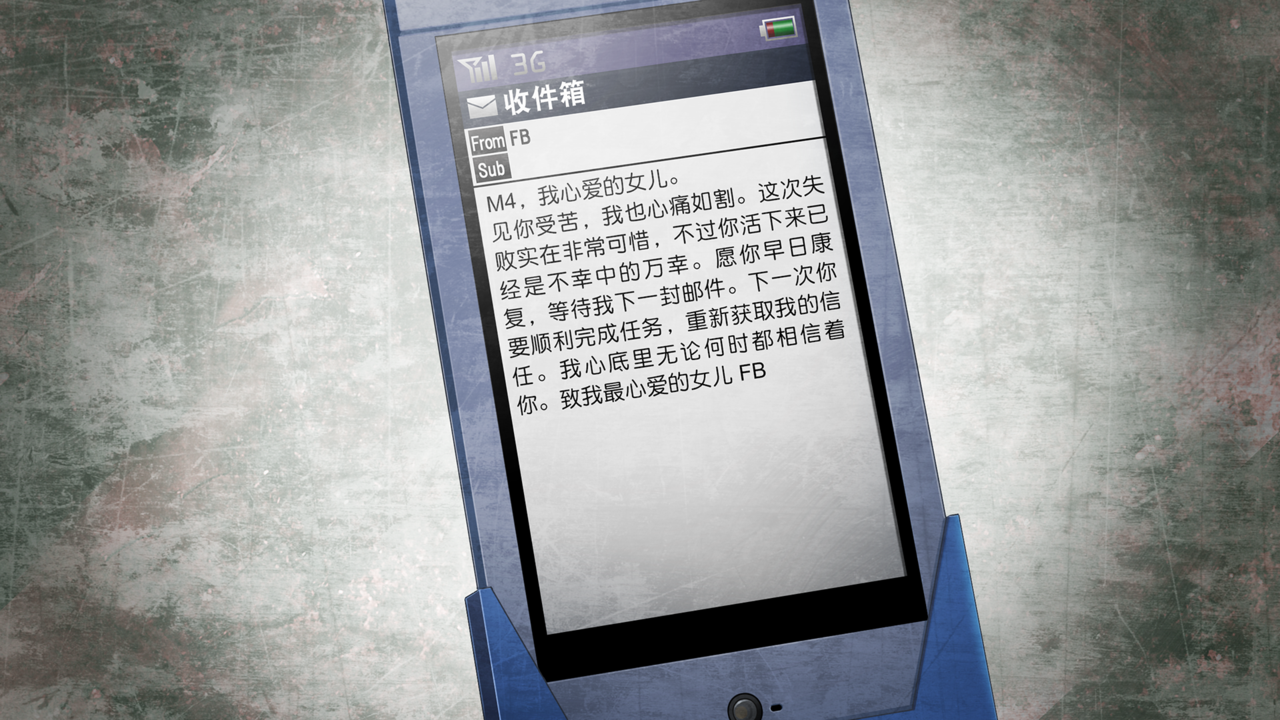 3G
收件箱
From FB
Sub
M4，我心爱的女儿。
见你受苦，我也心痛如割。这次失
败实在非常可惜，不过你活下来已
经是不幸中的万幸。愿你早日康
复，等待我下一封邮件。下一次你
要顺利完成任务，重新获取我的信
任。我心底里无论何时都相信着
你。致我最心爱的女儿 FB